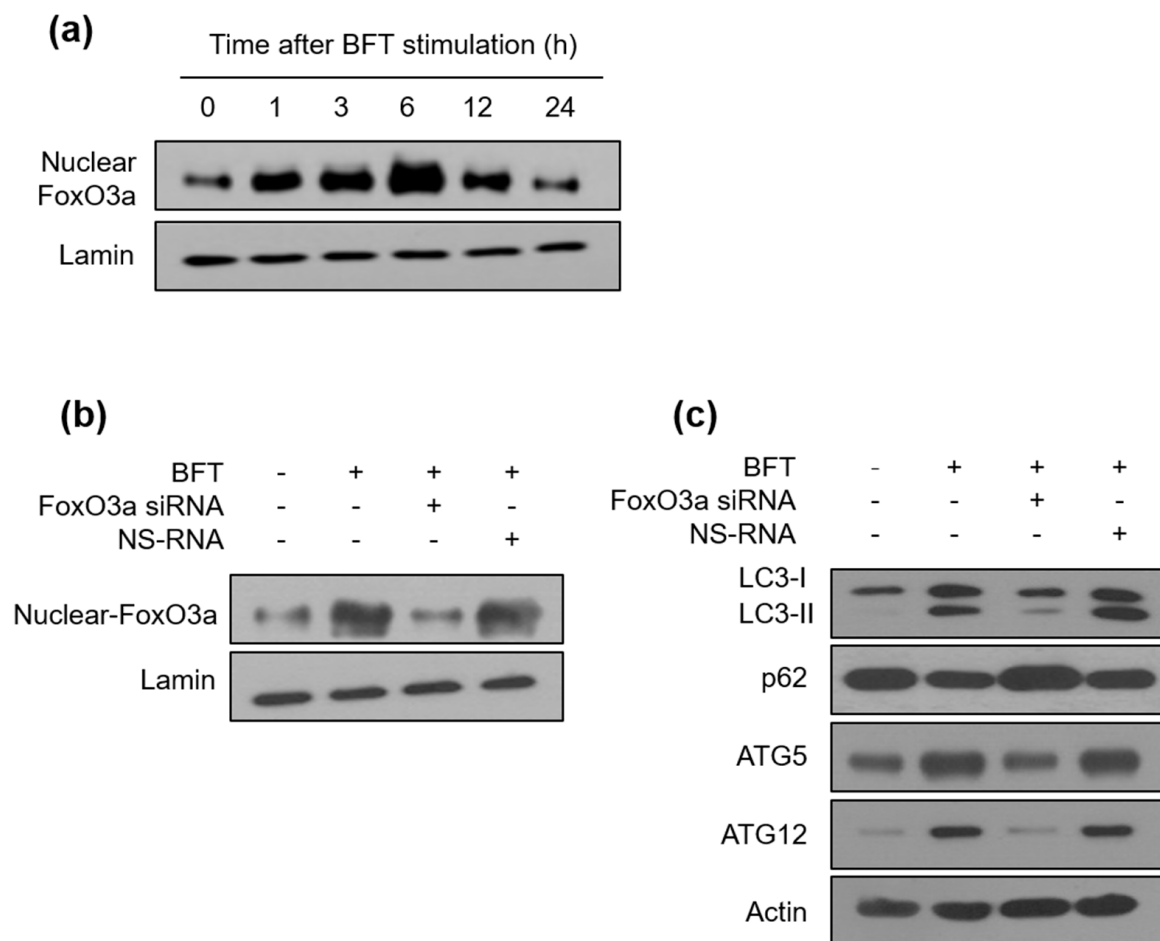 (a)
Time after BFT stimulation (h)
0 1 3 6 12 24
Nuclear
FoxO3a
Lamin
(b)
BFT - + + +
FoxO3a siRNA - - + -
NS-RNA - - - +
Nuclear-FoxO3a
Lamin
(c)
BFT - + + +
FoxO3a siRNA - - + -
NS-RNA - - - +
LC3-I
LC3-II
p62
ATG5
ATG12
Actin